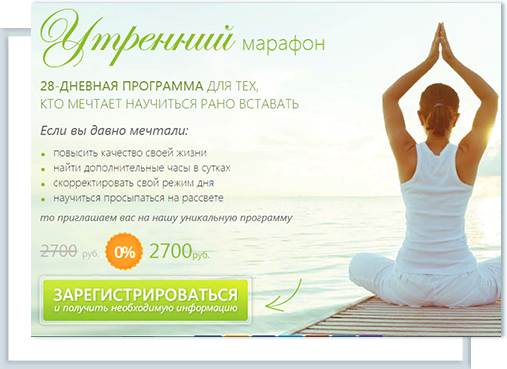 Утренний марафон
28-ДНЕВНАЯ ПРОГРАММА ДЛЯ ТЕХ,
КТО МЕЧТАЕТ НАУЧИТЬСЯ РАНО ВСТАВАТЬ
Если вы давно мечтали:
• повысить качество своей жизни
• найти дополнительные часы в сутках
• скорректировать свой режим дня
• научиться просыпаться на рассвете
то приглашаем вас на нашу уникальную программу
2700 руб. 0% 2700 руб.
ЗАРЕГИСТРИРОВАТЬСЯ
и получить необходимую информацию